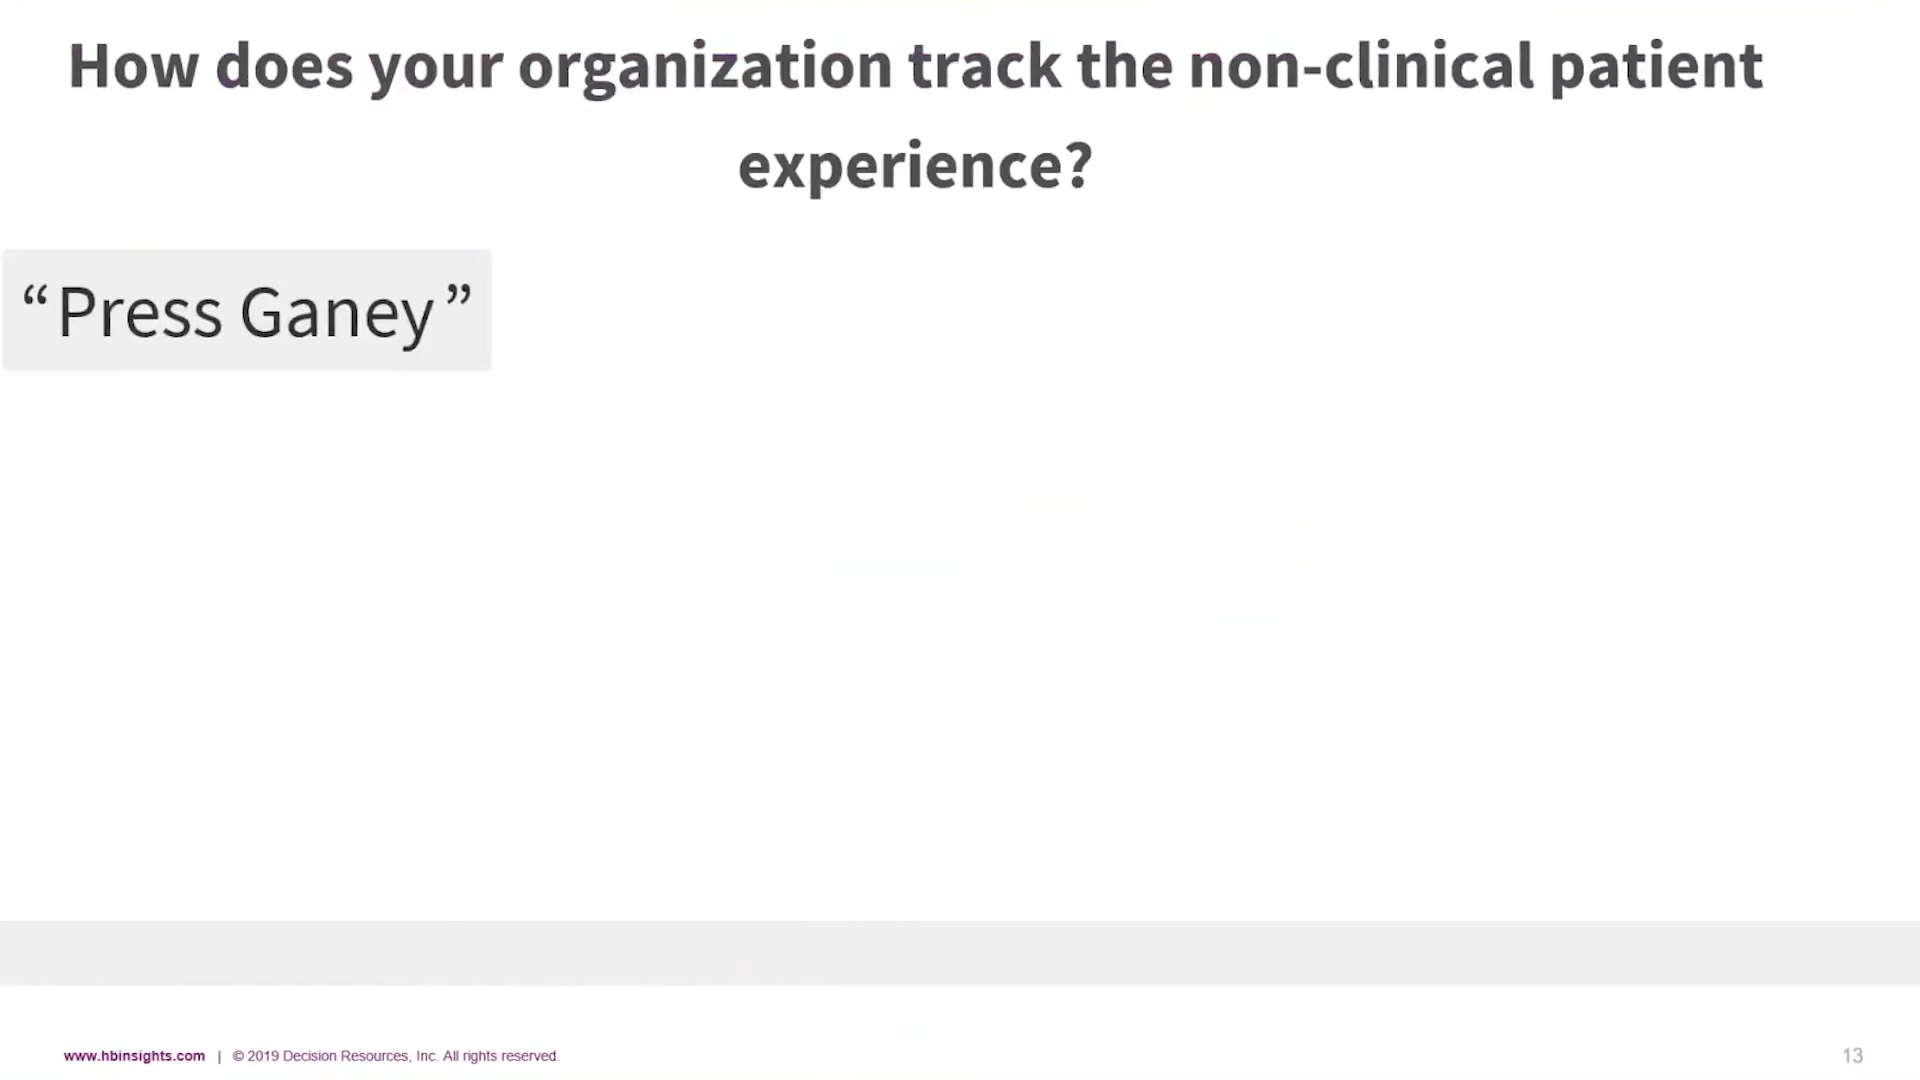 How does your organization track the non-clinical patient
experience?
“Press Ganey”
www.hbinsights.com | © 2019 Decision Resources, Inc. All rights reserved.
13